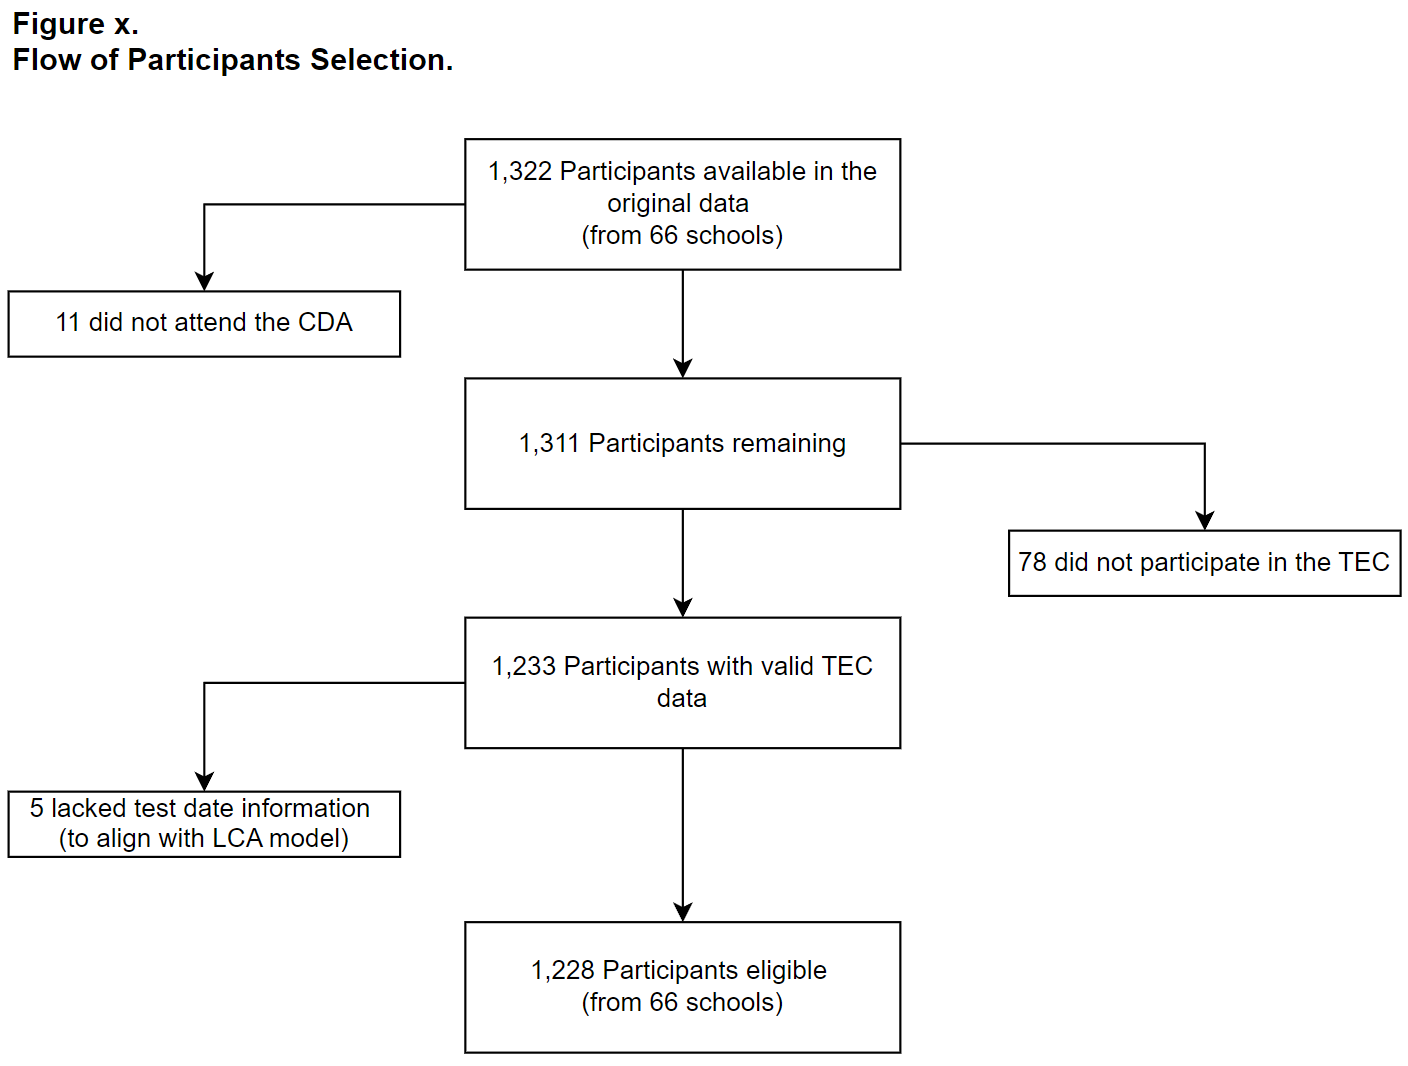 Figure x.
Flow of Participants Selection.
1,322 Participants available in the
original data
(from 66 schools)
11 did not attend the CDA
1,311 Participants remaining
78 did not participate in the TEC
1,233 Participants with valid TEC
data
5 lacked test date information
(to align with LCA model)
1,228 Participants eligible
(from 66 schools)